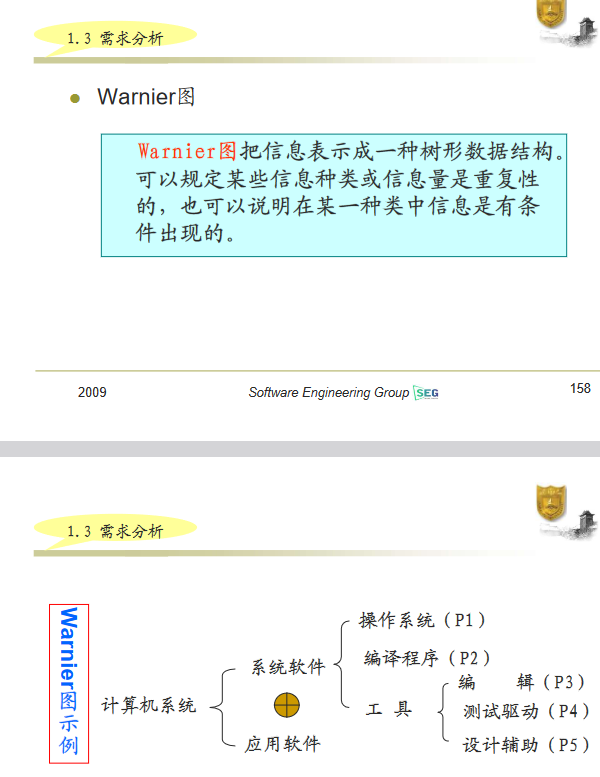 1.3 需求分析
Warnier图
Warnier图把信息表示成一种树形数据结构。
可以规定某些信息种类或信息量是重复性
的，也可以说明在某一种类中信息是有条
件出现的。
2009
Software Engineering Group SEG
158
1.3 需求分析
Warnier图示例
操作系统（P1）
系统软件
编译程序（P2）
编 辑（P3）
计算机系统
工 具
测试驱动（P4）
应用软件
设计辅助（P5）